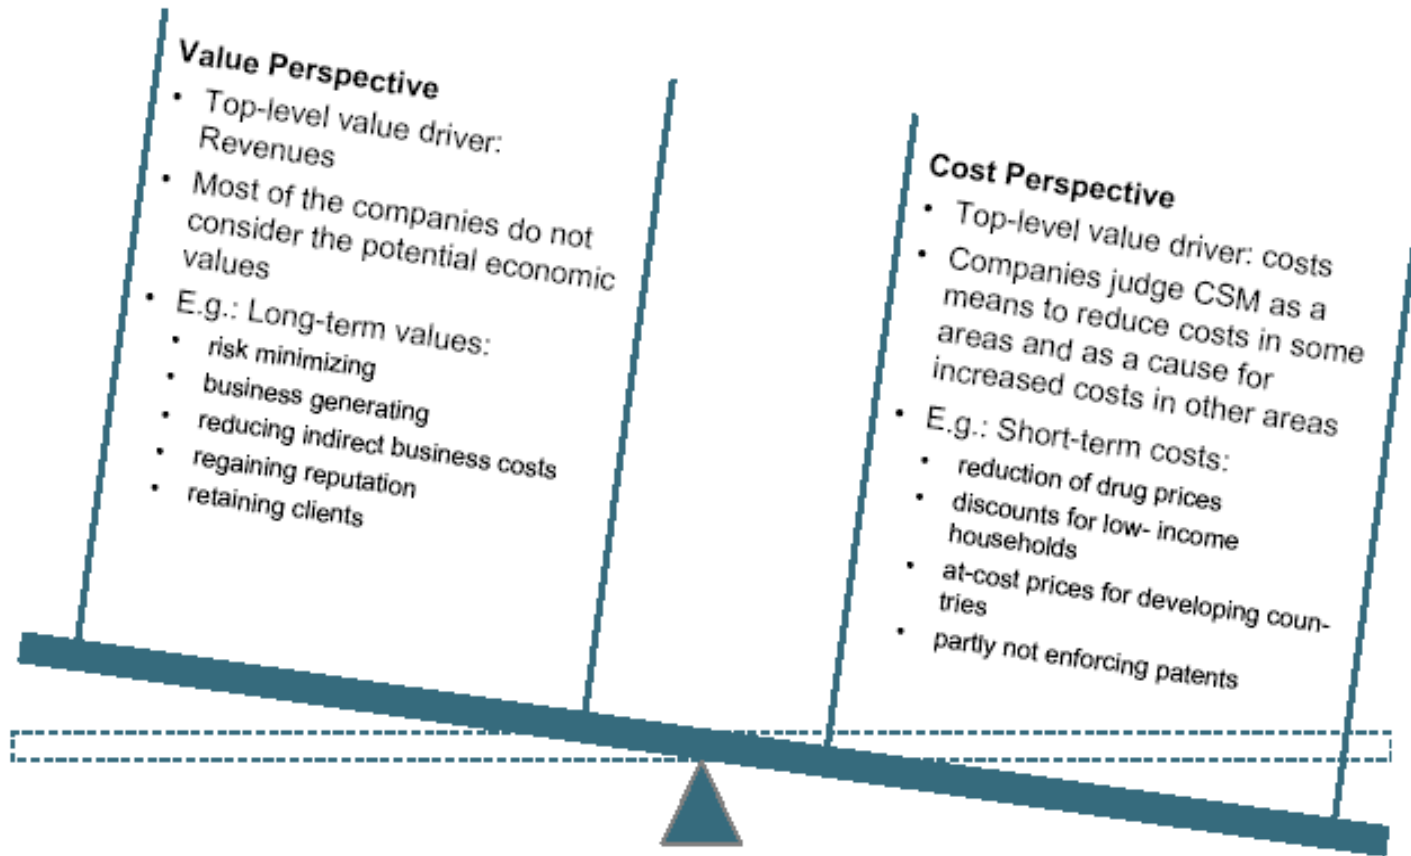 Value Perspective
• Top-level value driver:
Revenues
• Most of the companies do not
consider the potential economic
values
• E.g.: Long-term values:
• risk minimizing
• business generating
• reducing indirect business costs
• regaining reputation
• retaining clients
Cost Perspective
• Top-level value driver: costs
• Companies judge CSM as a
means to reduce costs in some
areas and as a cause for
increased costs in other areas
• E.g.: Short-term costs:
• reduction of drug prices
• discounts for low- income
households
• at-cost prices for developing coun-
tries
• partly not enforcing patents